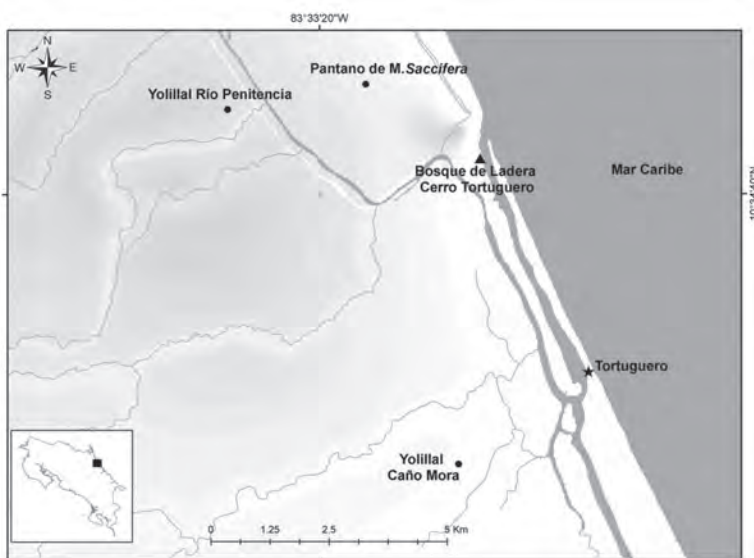 83°33'20"W
N
W E
S
Pantano de M.Saccifera
Yolillal Río Penitencia
Bosque de Ladera
Cerro Tortuguero
Mar Caribe
Tortuguero
Yolillal
Caño Mora
0 1.25 2.5 5 Km